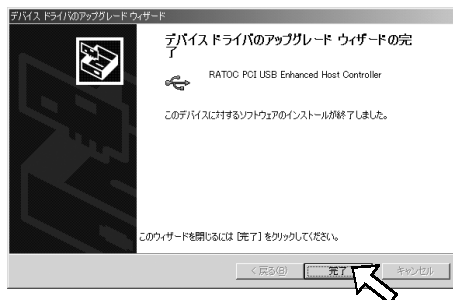 デバイス ドライバのアップグレード ウィザード
デバイス ドライバのアップグレード ウィザードの完
了
RATOC PCI USB Enhanced Host Controller
このデバイスに対するソフトウェアのインストールが終了しました。
このウィザードを閉じるには [完了] をクリックしてください。
< 戻る(B)
完了
キャンセル